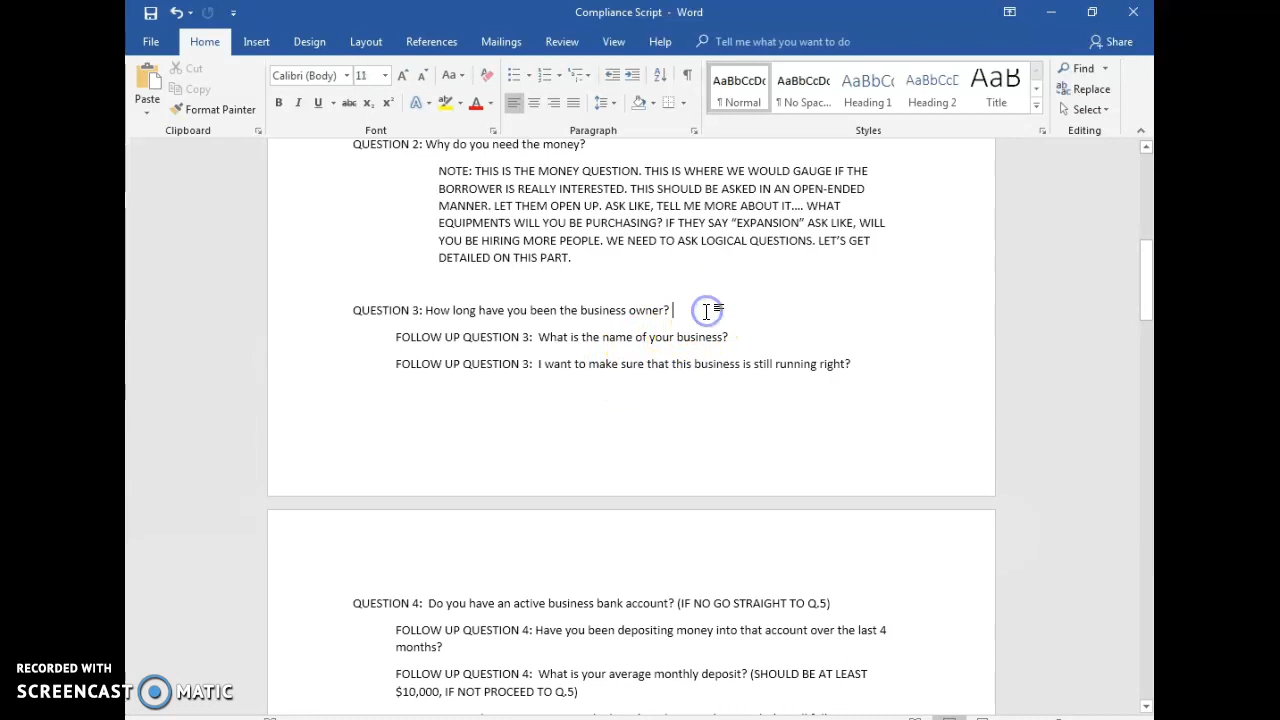 Compliance Script - Word
File Home Insert Design Layout References Mailings Review View Help Tell me what you want to do Share
Paste Cut Copy Format Painter
Calibri (Body) 11
AaBbCcDc AaBbCcDc AaBbCc AaBbCcD AaB
¶ Normal ¶ No Spac... Heading 1 Heading 2 Title
Find Replace Select
Clipboard Font Paragraph Styles Editing
QUESTION 2: Why do you need the money?
NOTE: THIS IS THE MONEY QUESTION. THIS IS WHERE WE WOULD GAUGE IF THE
BORROWER IS REALLY INTERESTED. THIS SHOULD BE ASKED IN AN OPEN-ENDED
MANNER. LET THEM OPEN UP. ASK LIKE, TELL ME MORE ABOUT IT.... WHAT
EQUIPMENTS WILL YOU BE PURCHASING? IF THEY SAY “EXPANSION” ASK LIKE, WILL
YOU BE HIRING MORE PEOPLE. WE NEED TO ASK LOGICAL QUESTIONS. LET’S GET
DETAILED ON THIS PART.
QUESTION 3: How long have you been the business owner?
FOLLOW UP QUESTION 3: What is the name of your business?
FOLLOW UP QUESTION 3: I want to make sure that this business is still running right?
QUESTION 4: Do you have an active business bank account? (IF NO GO STRAIGHT TO Q.5)
FOLLOW UP QUESTION 4: Have you been depositing money into that account over the last 4
months?
FOLLOW UP QUESTION 4: What is your average monthly deposit? (SHOULD BE AT LEAST
$10,000, IF NOT PROCEED TO Q.5)
RECORDED WITH
SCREENCAST MATIC